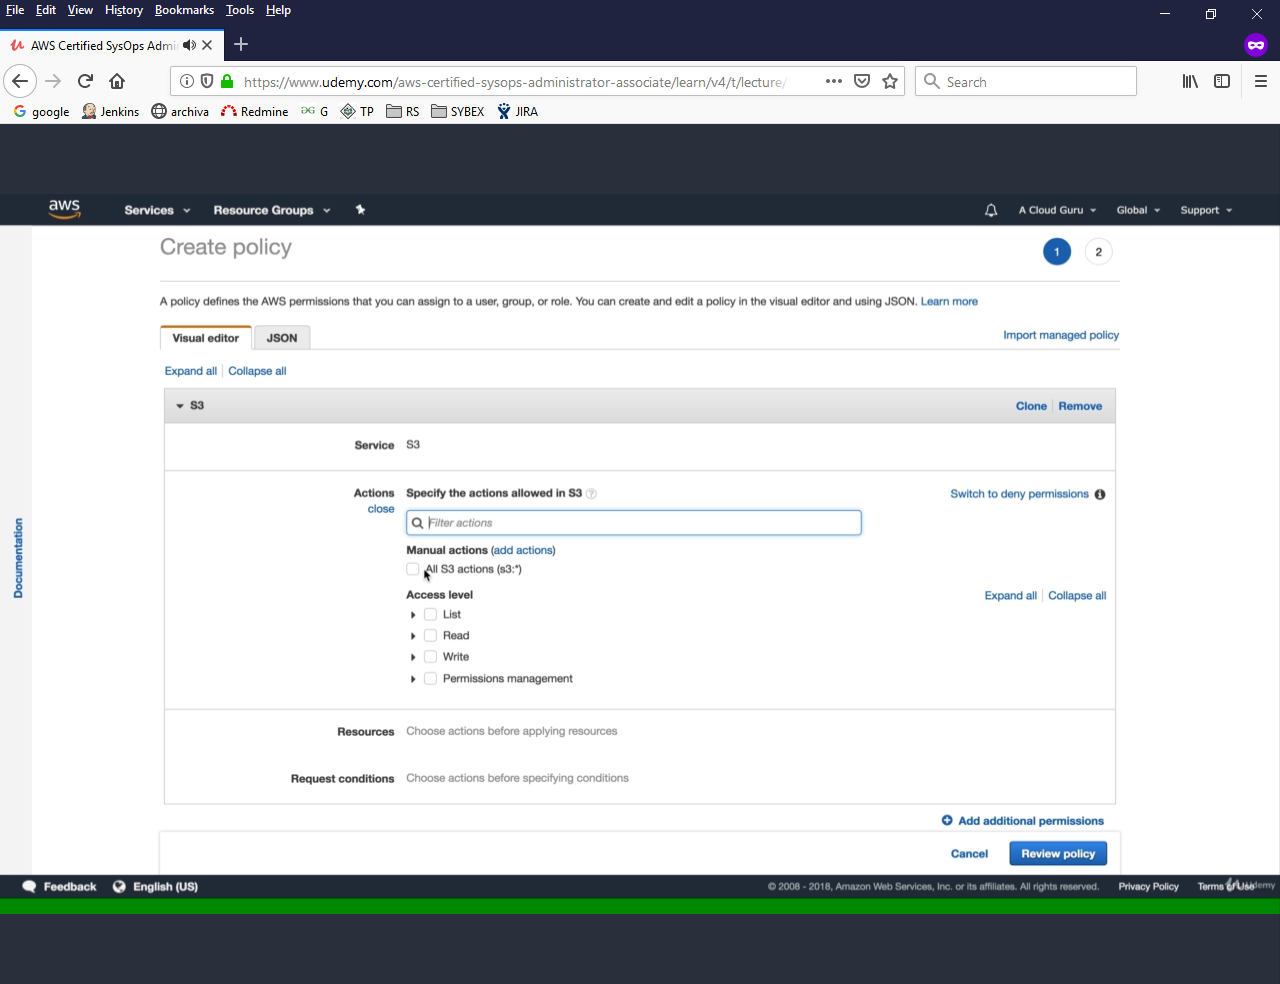 File Edit View History Bookmarks Tools Help
AWS Certified SysOps Admi
https://www.udemy.com/aws-certified-sysops-administrator-associate/learn/v4/t/lecture/
Search
google Jenkins archiva Redmine G TP RS SYBEX JIRA
aws Services Resource Groups A Cloud Guru Global Support
Create policy 1 2
A policy defines the AWS permissions that you can assign to a user, group, or role. You can create and edit a policy in the visual editor and using JSON. Learn more
Visual editor JSON Import managed policy
Expand all Collapse all
S3 Clone Remove
Service S3
Actions Specify the actions allowed in S3 ? Switch to deny permissions
close
Filter actions
Manual actions (add actions)
All S3 actions (s3:*)
Access level Expand all Collapse all
List
Read
Write
Permissions management
Resources Choose actions before applying resources
Request conditions Choose actions before specifying conditions
Add additional permissions
Cancel Review policy
Documentation
Feedback English (US) © 2008 - 2018, Amazon Web Services, Inc. or its affiliates. All rights reserved. Privacy Policy Terms of Use Udemy